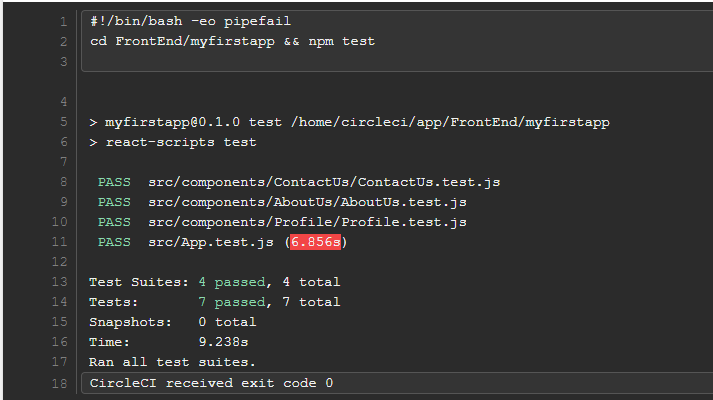 1 #!/bin/bash -eo pipefail
2 cd FrontEnd/myfirstapp && npm test
3
4
5 > myfirstapp@0.1.0 test /home/circleci/app/FrontEnd/myfirstapp
6 > react-scripts test
7
8 PASS src/components/ContactUs/ContactUs.test.js
9 PASS src/components/AboutUs/AboutUs.test.js
10 PASS src/components/Profile/Profile.test.js
11 PASS src/App.test.js (6.856s)
12
13 Test Suites: 4 passed, 4 total
14 Tests: 7 passed, 7 total
15 Snapshots: 0 total
16 Time: 9.238s
17 Ran all test suites.
18 CircleCI received exit code 0